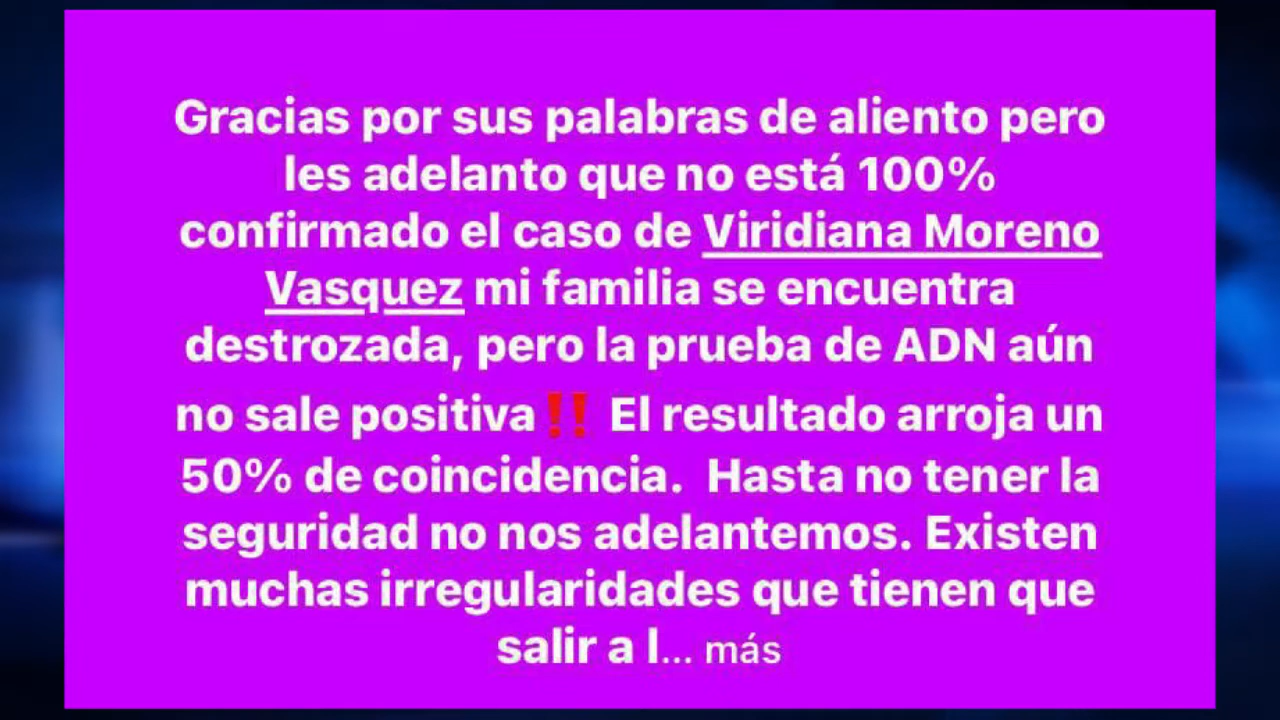 Gracias por sus palabras de aliento pero
les adelanto que no está 100%
confirmado el caso de Viridiana Moreno
Vasquez mi familia se encuentra
destrozada, pero la prueba de ADN aún
no sale positiva‼️ El resultado arroja un
50% de coincidencia. Hasta no tener la
seguridad no nos adelantemos. Existen
muchas irregularidades que tienen que
salir a l... más